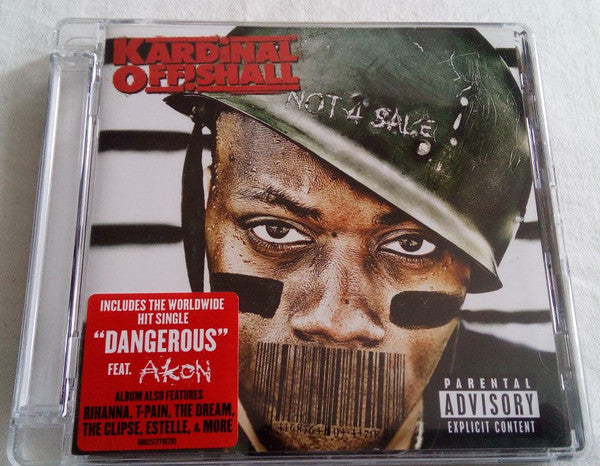 KARDINAL
OFFISHALL
NOT 4 SALE!
INCLUDES THE WORLDWIDE
HIT SINGLE
"DANGEROUS"
FEAT. AKON
ALBUM ALSO FEATURES
RIHANNA, T-PAIN, THE DREAM,
THE CLIPSE, ESTELLE, & MORE
PARENTAL
ADVISORY
EXPLICIT CONTENT